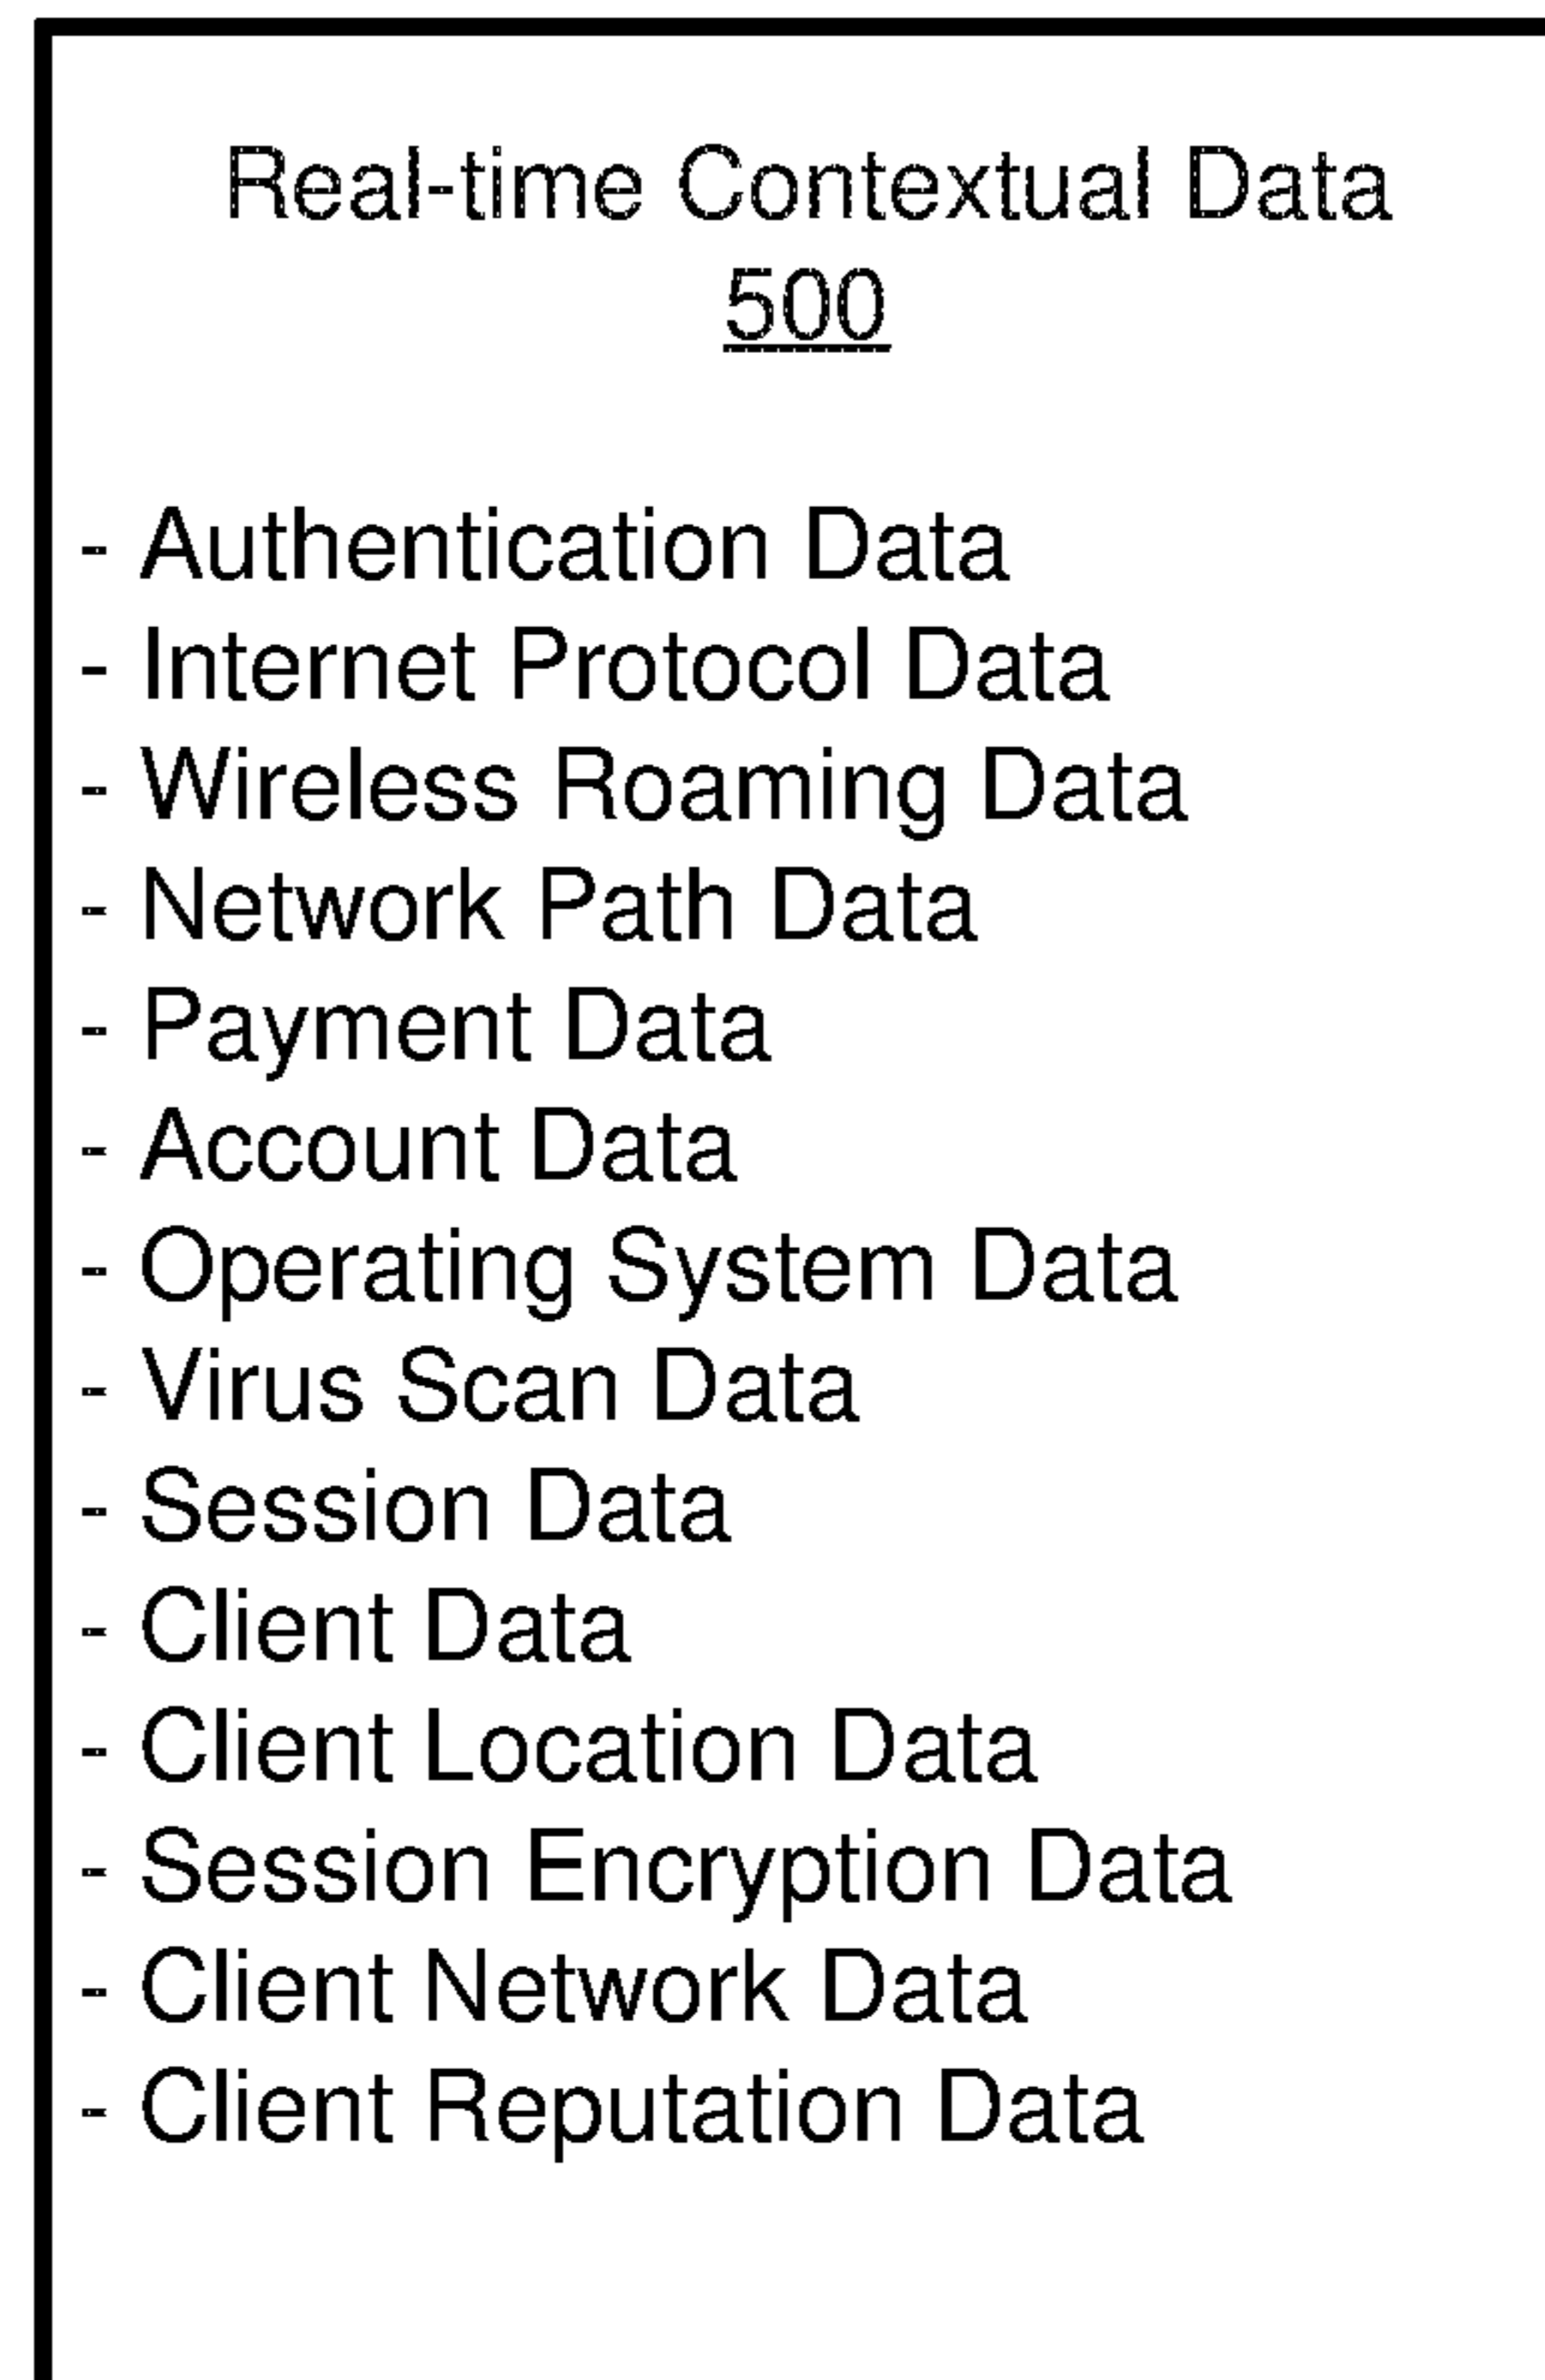 Real-time Contextual Data
500
- Authentication Data
- Internet Protocol Data
- Wireless Roaming Data
- Network Path Data
- Payment Data
- Account Data
- Operating System Data
- Virus Scan Data
- Session Data
- Client Data
- Client Location Data
- Session Encryption Data
- Client Network Data
- Client Reputation Data